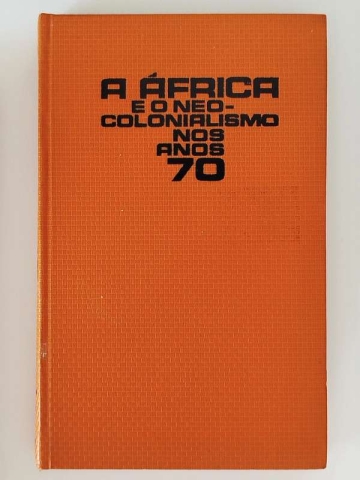 A ÁFRICA
E O NEO-
COLONIALISMO
NOS
ANOS
70